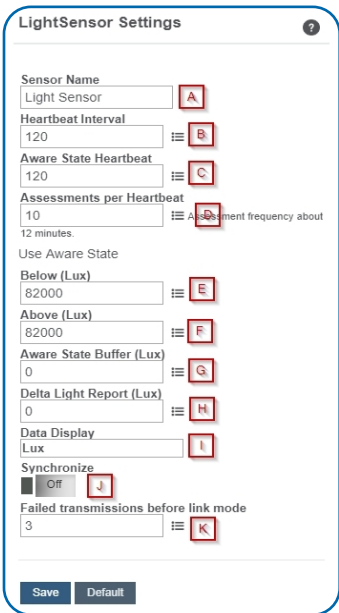 LightSensor Settings ?
Sensor Name
Light Sensor A
Heartbeat Interval
120 B
Aware State Heartbeat
120 C
Assessments per Heartbeat
10 D Assessment frequency about
12 minutes.
Use Aware State
Below (Lux)
82000 E
Above (Lux)
82000 F
Aware State Buffer (Lux)
0 G
Delta Light Report (Lux)
0 H
Data Display
Lux I
Synchronize
Off J
Failed transmissions before link mode
3 K
Save Default